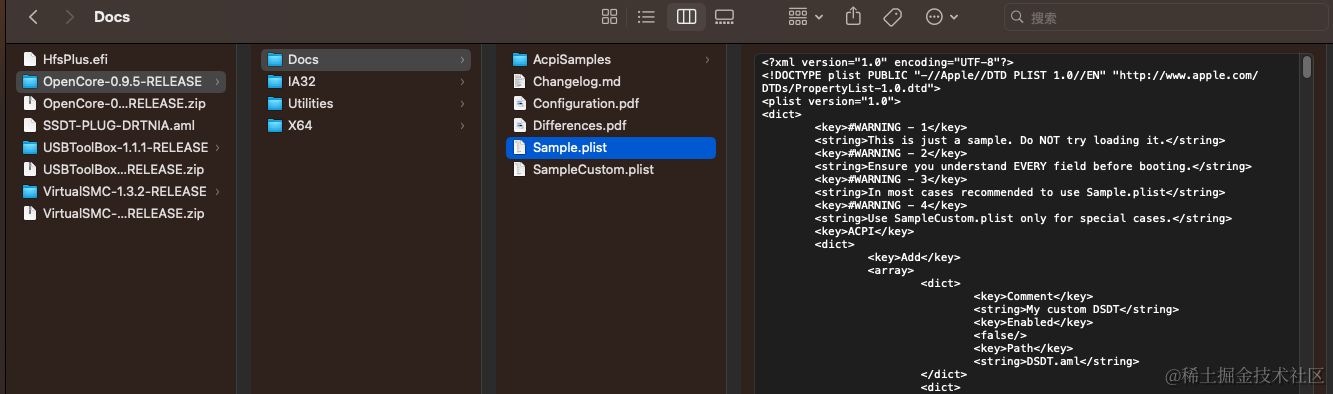 Docs
搜索
HfsPlus.efi
OpenCore-0.9.5-RELEASE
OpenCore-0...RELEASE.zip
SSDT-PLUG-DRTNIA.aml
USBToolBox-1.1.1-RELEASE
USBToolBox...RELEASE.zip
VirtualSMC-1.3.2-RELEASE
VirtualSMC-...RELEASE.zip
Docs
IA32
Utilities
X64
AcpiSamples
Changelog.md
Configuration.pdf
Differences.pdf
Sample.plist
SampleCustom.plist
<?xml version="1.0" encoding="UTF-8"?>
<!DOCTYPE plist PUBLIC "-//Apple//DTD PLIST 1.0//EN" "http://www.apple.com/
DTDs/PropertyList-1.0.dtd">
<plist version="1.0">
<dict>
<key>#WARNING - 1</key>
<string>This is just a sample. Do NOT try loading it.</string>
<key>#WARNING - 2</key>
<string>Ensure you understand EVERY field before booting.</string>
<key>#WARNING - 3</key>
<string>In most cases recommended to use Sample.plist</string>
<key>#WARNING - 4</key>
<string>Use SampleCustom.plist only for special cases.</string>
<key>ACPI</key>
<dict>
<key>Add</key>
<array>
<dict>
<key>Comment</key>
<string>My custom DSDT</string>
<key>Enabled</key>
<false/>
<key>Path</key>
<string>DSDT.aml</string>
</dict>
<dict>
@稀土掘金技术社区